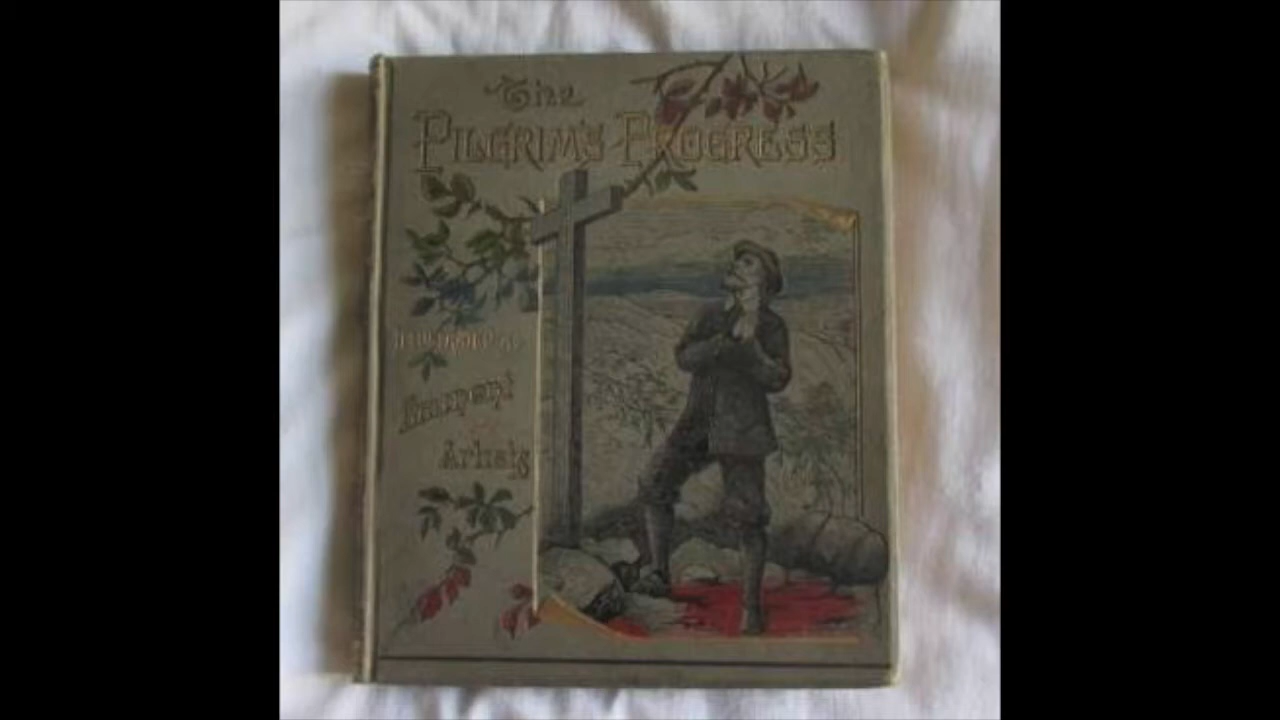 The
PILGRIM'S PROGRESS
ILLUSTRATED BY
Eminent
Artists